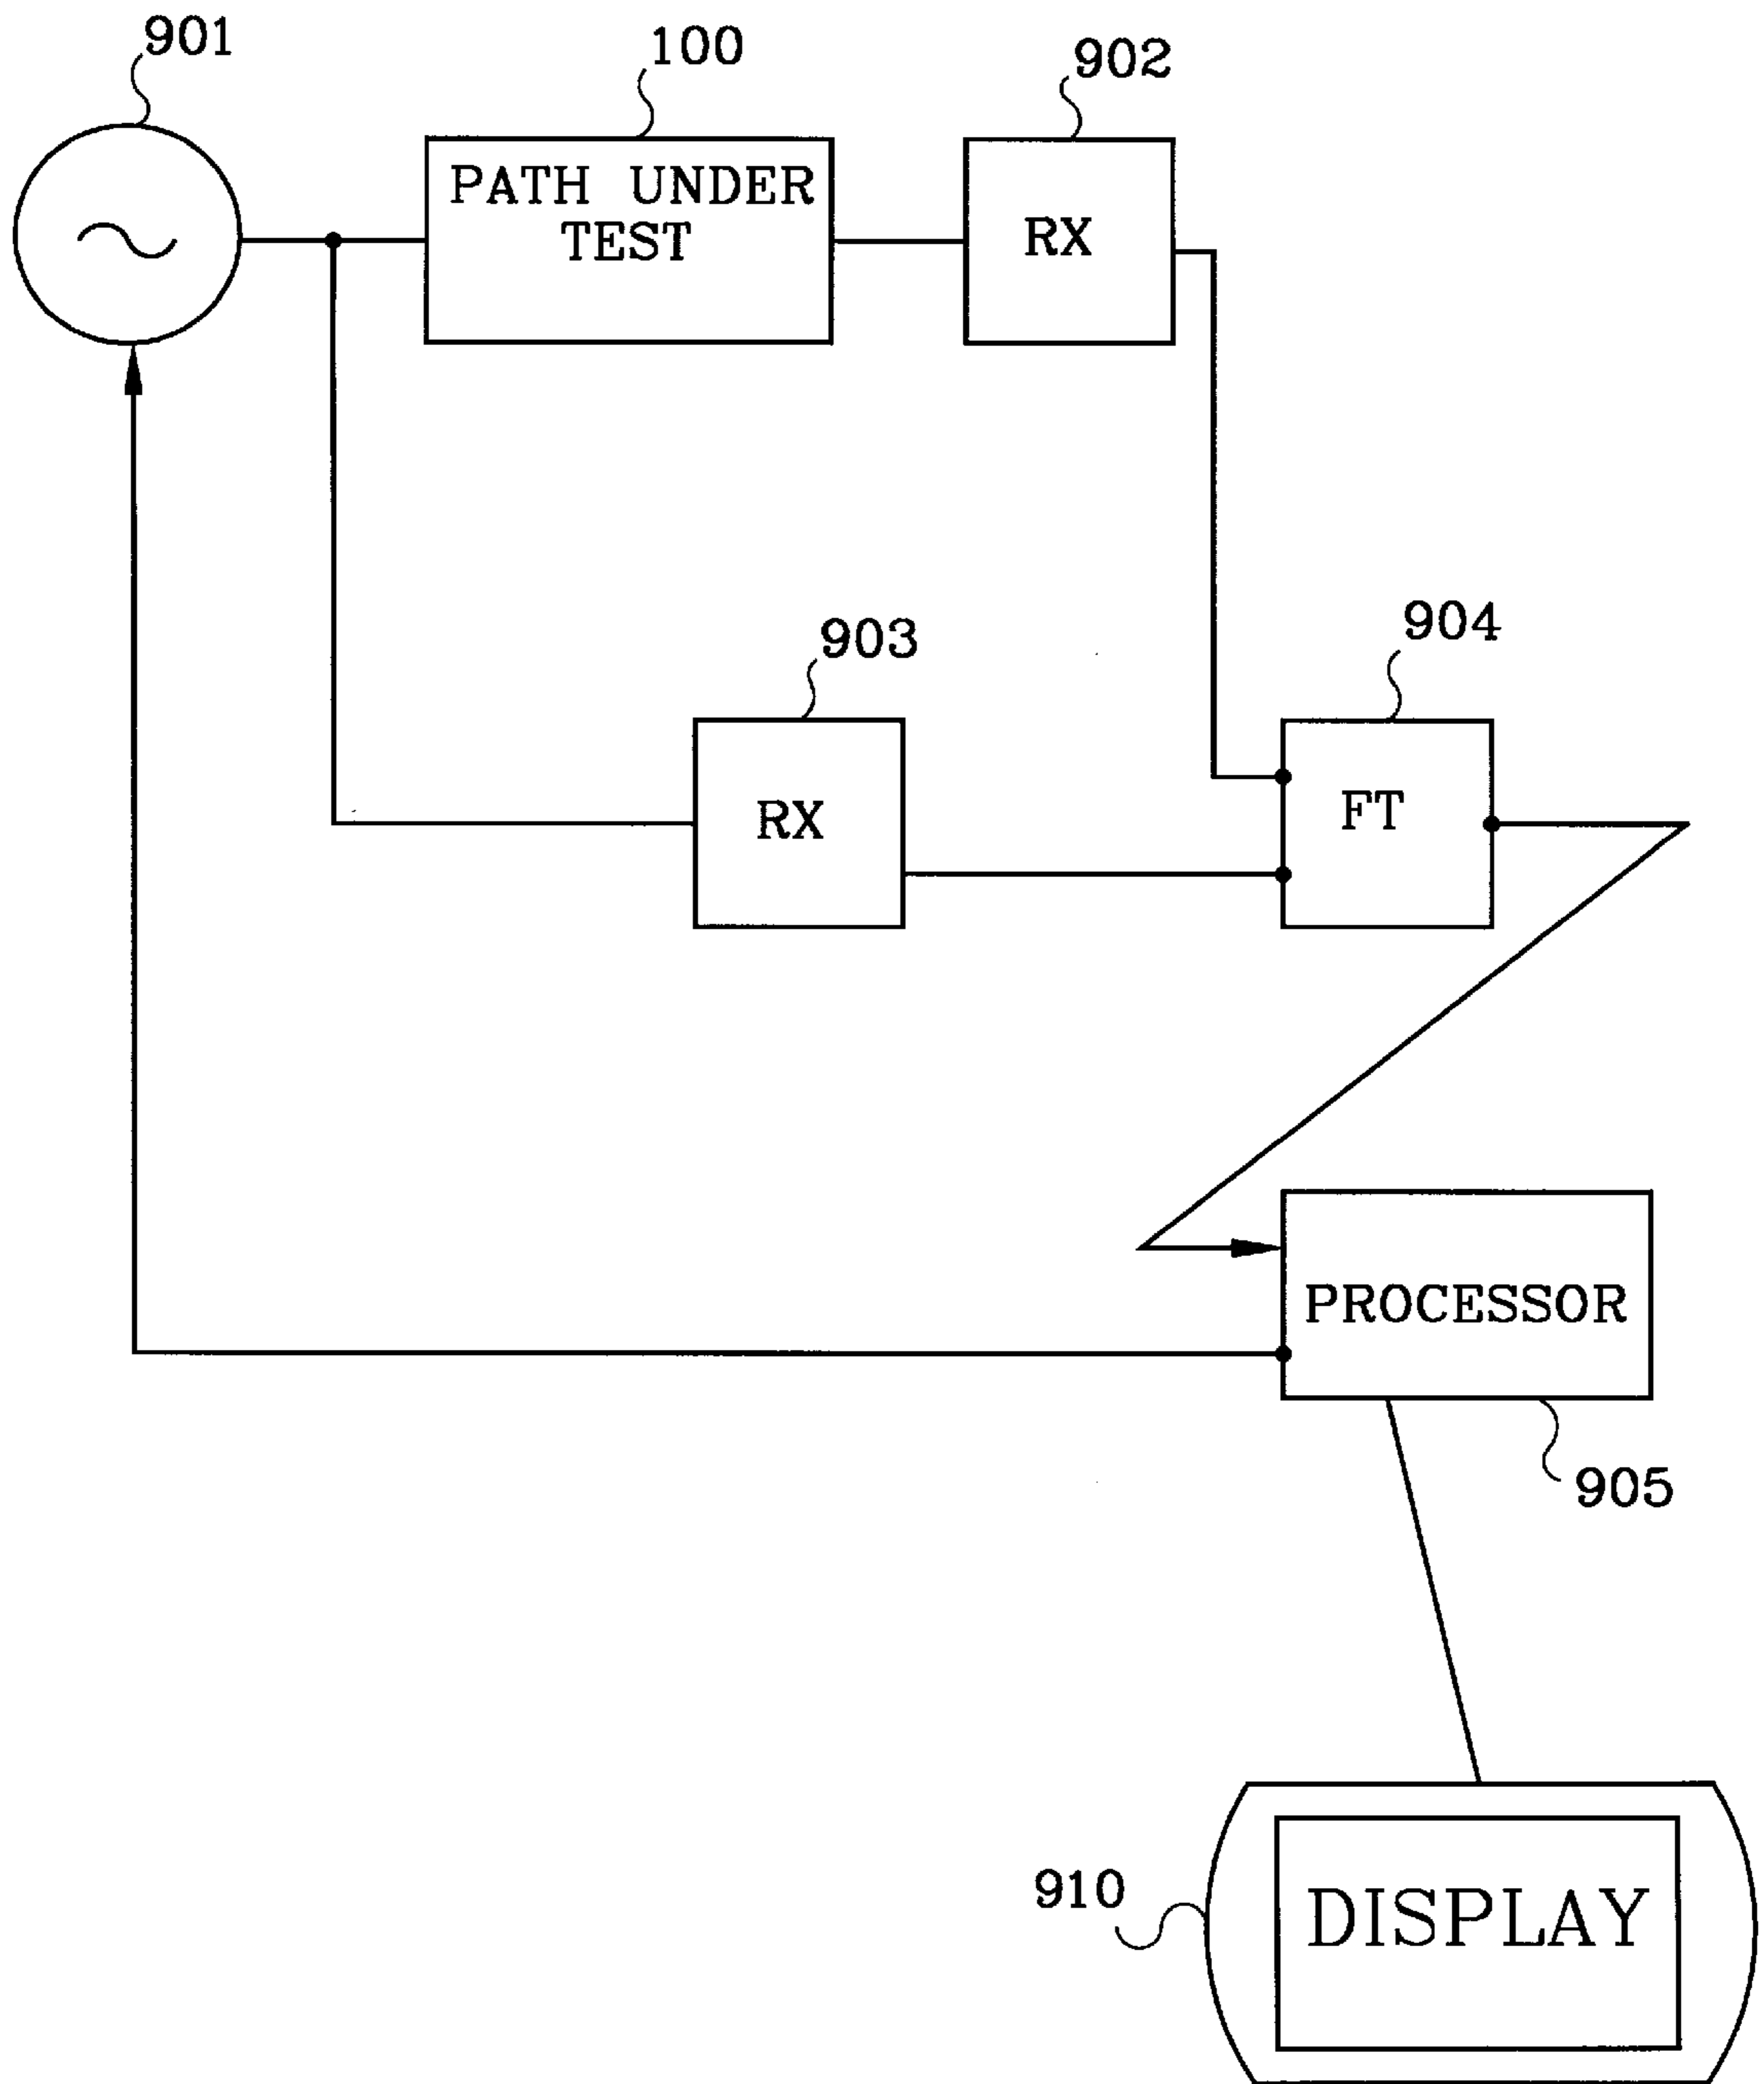 901
100
902
PATH UNDER
TEST
RX
903
904
RX
FT
PROCESSOR
905
910
DISPLAY